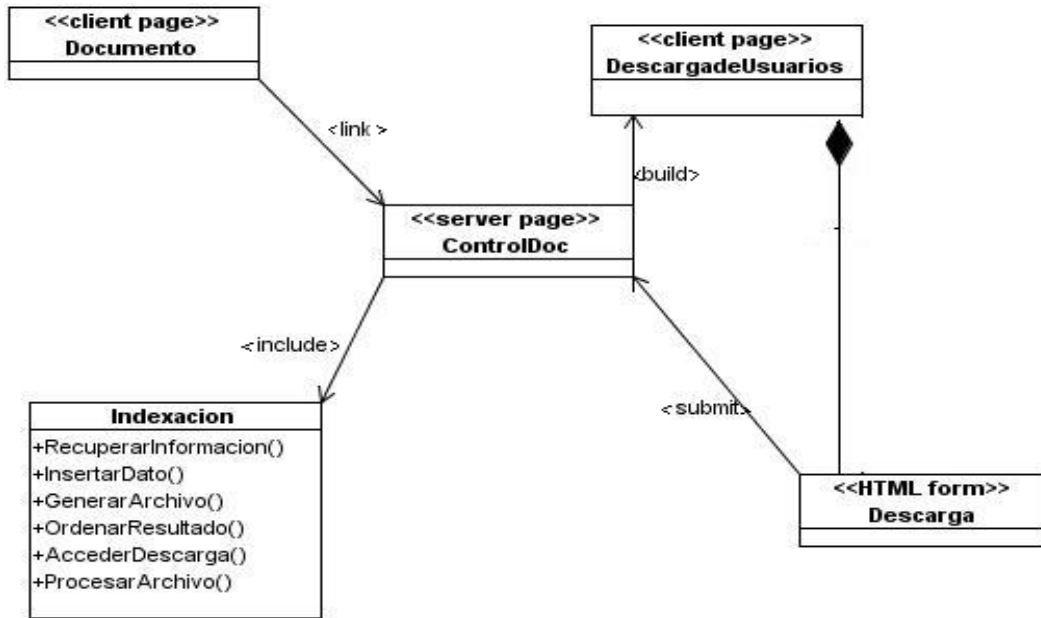 <<client page>>
Documento
<<client page>>
DescargadeUsuarios
<link >
<build>
<<server page>>
ControlDoc
<include>
<submit>
Indexacion
+RecuperarInformacion()
+InsertarDato()
+GenerarArchivo()
+OrdenarResultado()
+AccederDescarga()
+ProcesarArchivo()
<<HTML form>>
Descarga